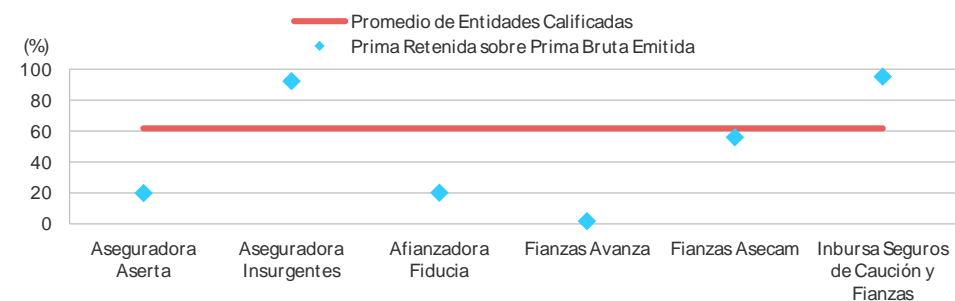 Promedio de Entidades Calificadas
Prima Retenida sobre Prima Bruta Emitida
(%)
100
80
60
40
20
0
Aseguradora
Aserta
Aseguradora
Insurgentes
Afianzadora
Fiducia
Fianzas Avanza
Fianzas Asecam
Inbursa Seguros
de Caución y
Fianzas